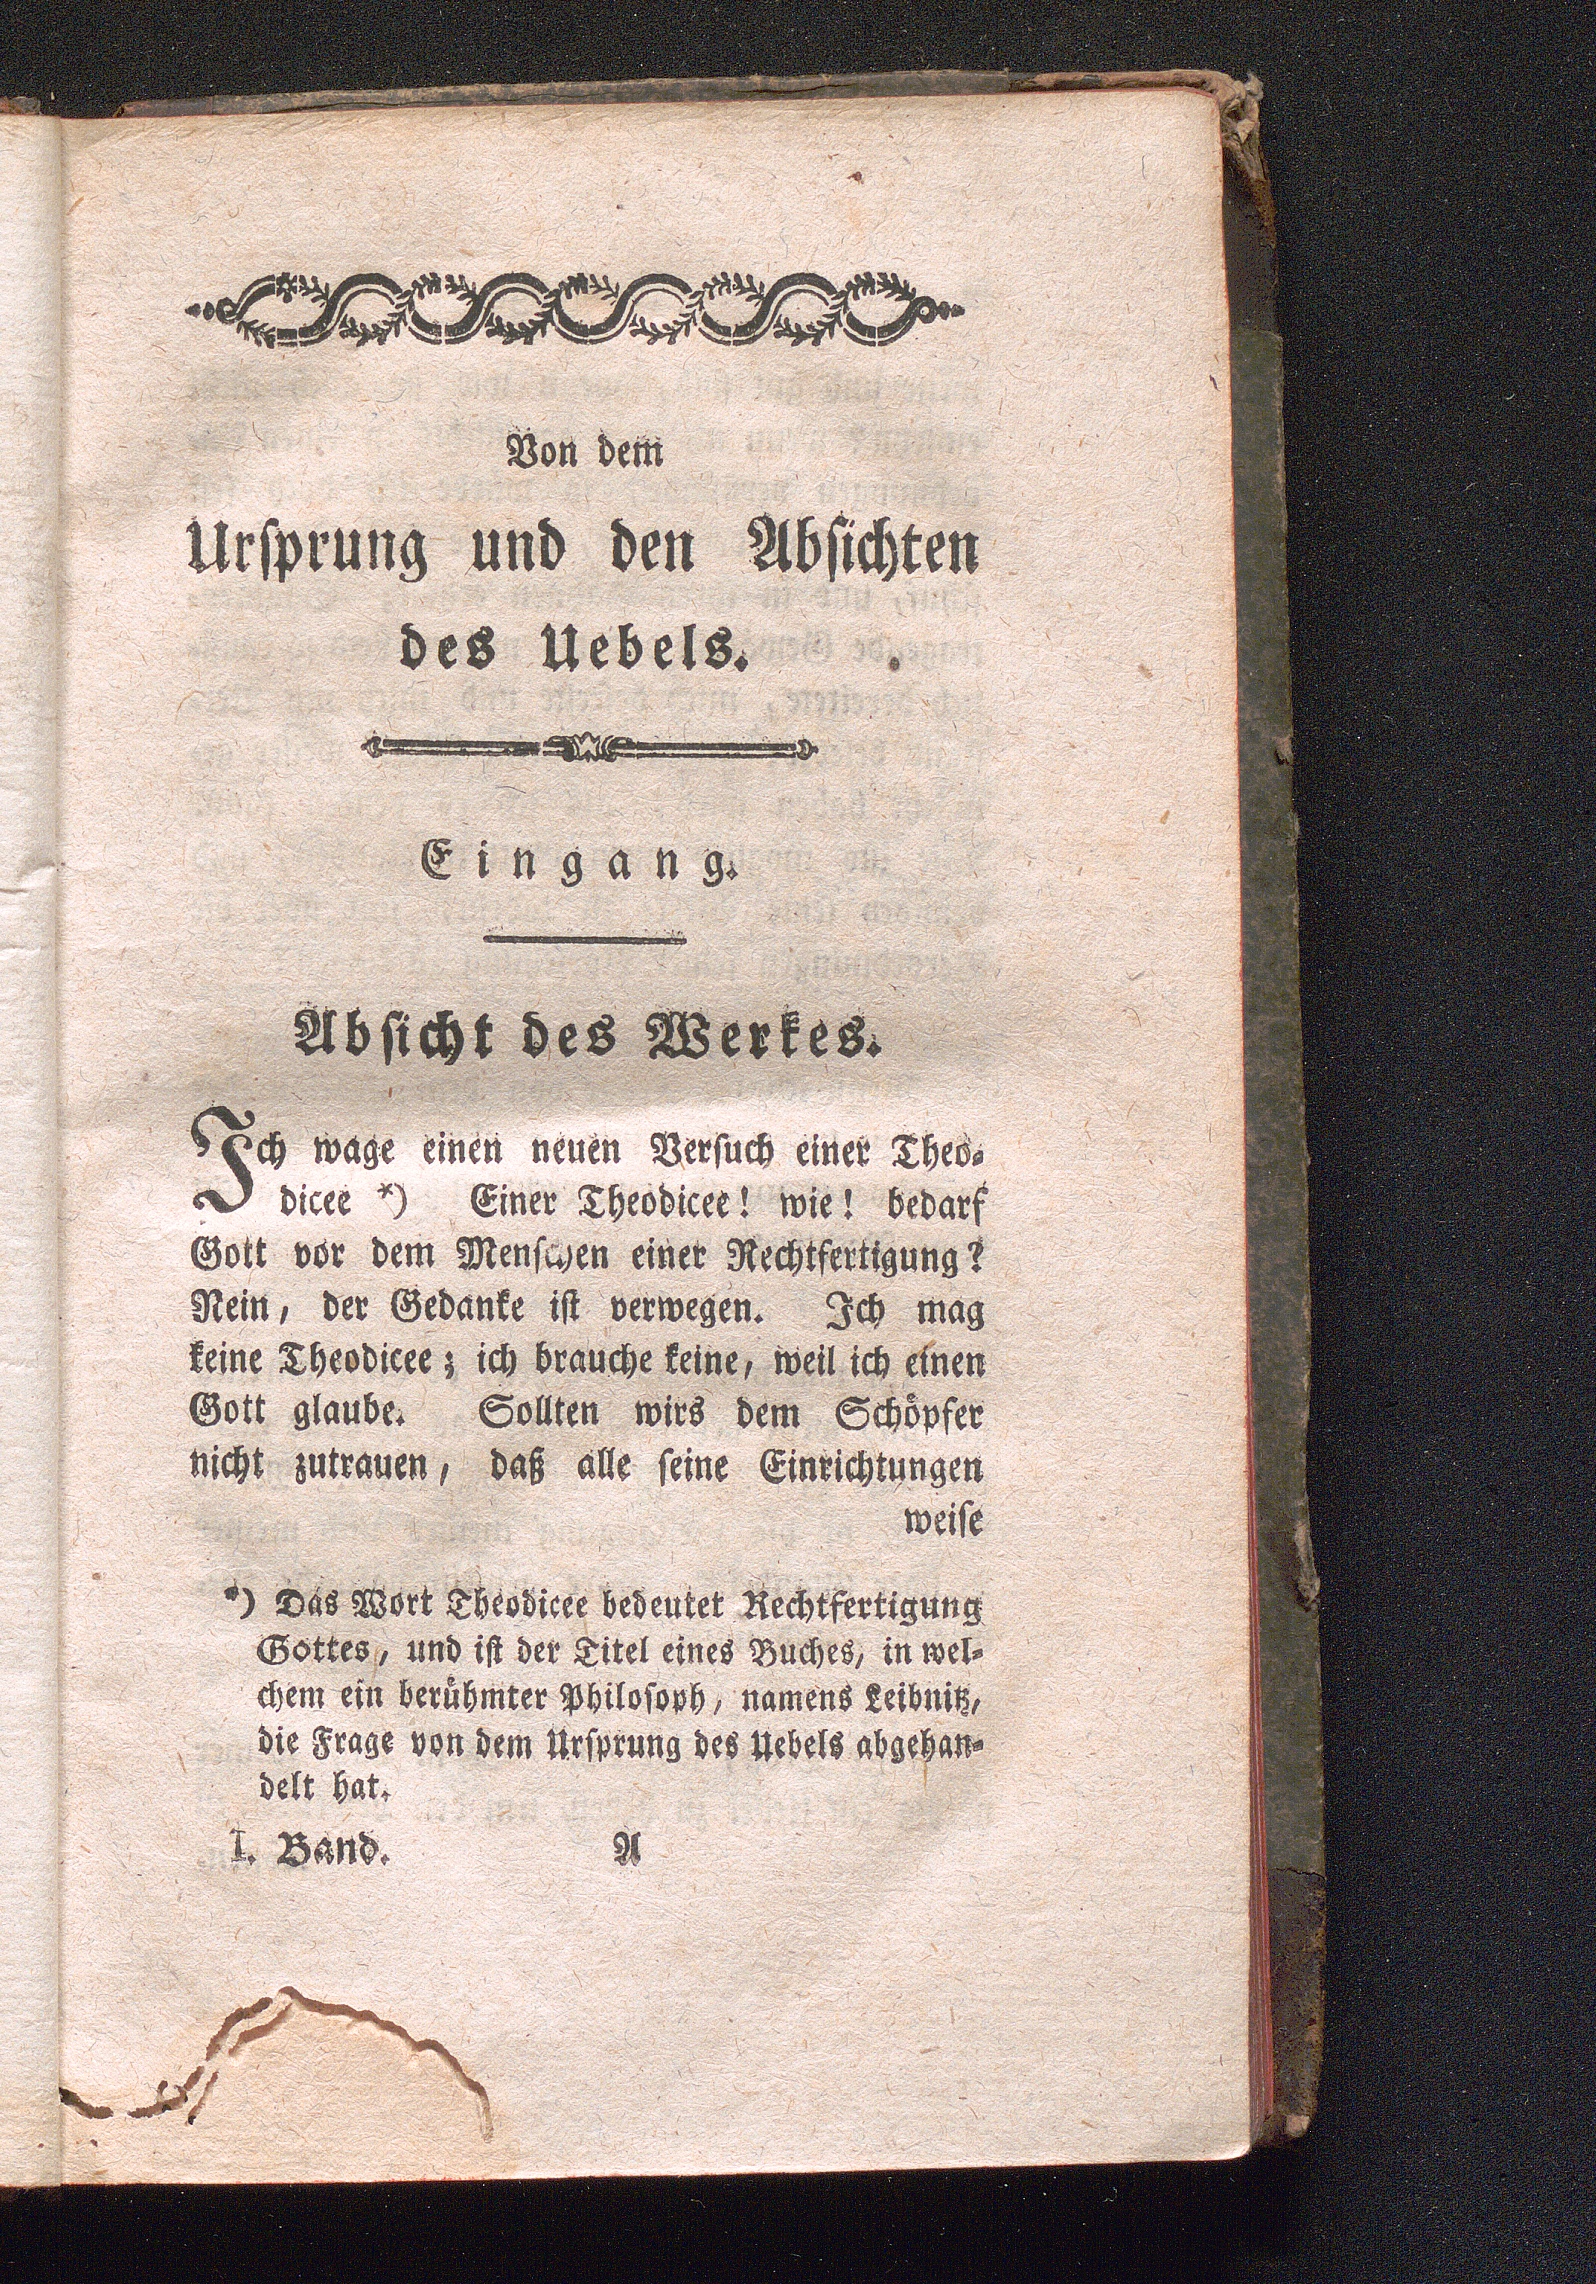 Von dem
Urſprung und den Abſichten
des Uebels.
Eingang.
Abſicht des Werkes.
Ich wage einen neuen Verſuch einer Theo-
dicee *) Einer Theodicee! wie! bedarf
Gott vor dem Menſchen einer Rechtfertigung?
Nein, der Gedanke iſt verwegen. Ich mag
keine Theodicee; ich brauche keine, weil ich einen
Gott glaube. Sollten wirs dem Schöpfer
nicht zutrauen, daß alle ſeine Einrichtungen
weiſe
*) Das Wort Theodicee bedeutet Rechtfertigung
Gottes, und iſt der Titel eines Buches, in wel-
chem ein berühmter Philoſoph, namens Leibnitz,
die Frage von dem Urſprung des Uebels abgehan-
delt hat.
I. Band. A